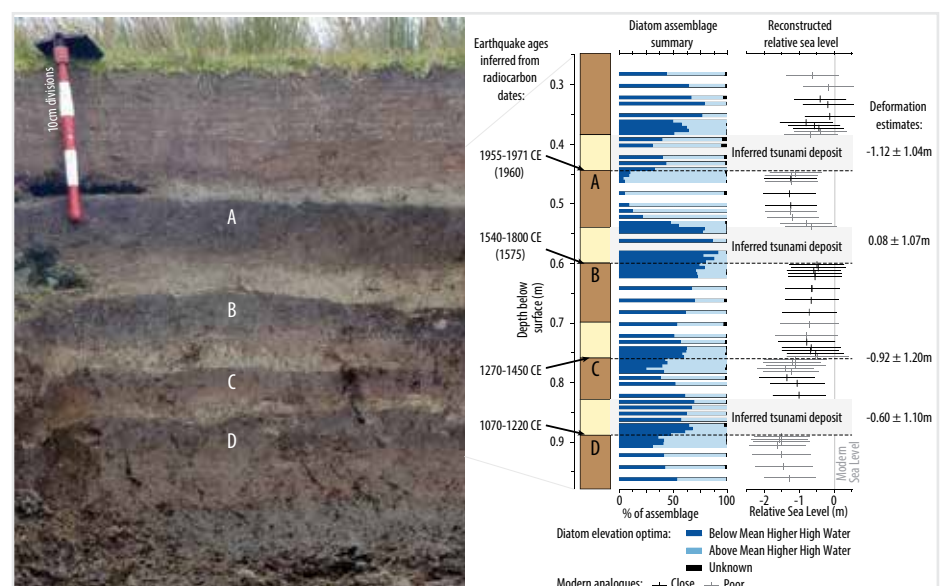 10cm divisions
A
B
C
D
Earthquake ages
inferred from
radiocarbon
dates:
1955-1971 CE
(1960)
1540-1800 CE
(1575)
1270-1450 CE
1070-1220 CE
Depth below
surface (m)
0.3
0.4
0.5
0.6
0.7
0.8
0.9
A
B
C
D
Diatom assemblage
summary
Inferred tsunami deposit
Inferred tsunami deposit
Inferred tsunami deposit
0
50
100
% of assemblage
Reconstructed
relative sea level
Modern
Sea Level
-2
-1
0
Relative Sea Level (m)
Deformation
estimates:
-1.12 ± 1.04m
0.08 ± 1.07m
-0.92 ± 1.20m
-0.60 ± 1.10m
Diatom elevation optima:
Below Mean Higher High Water
Above Mean Higher High Water
Unknown
Modern analogues:
Close
Poor